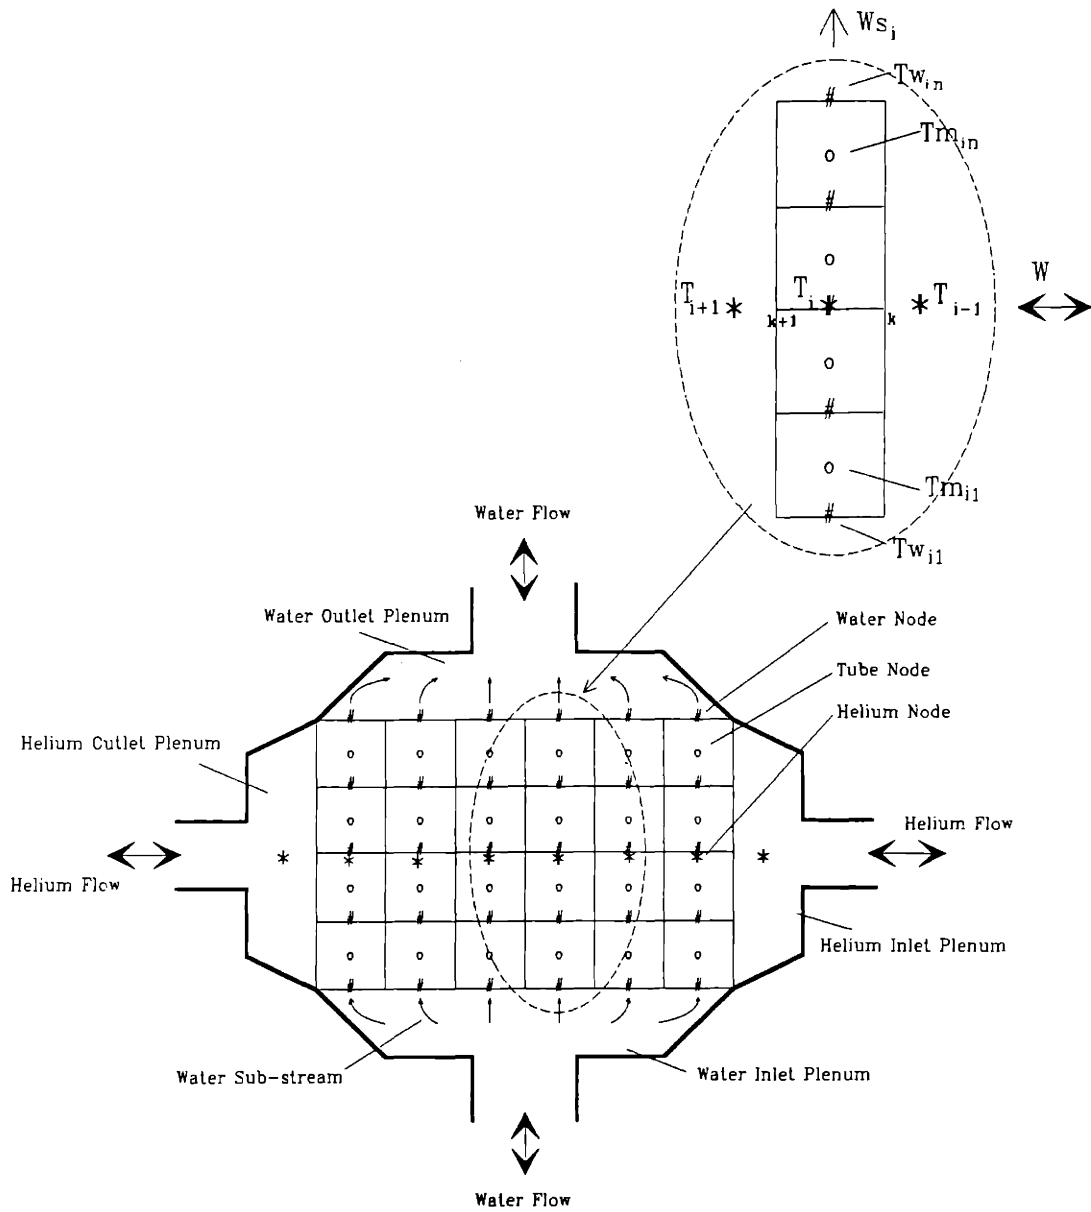 Ws_i
Tw_in
Tm_in
W
T_i+1
T_i
T_i-1
k+1
k
Tm_i1
Tw_i1
Water Flow
Water Outlet Plenum
Water Node
Tube Node
Helium Node
Helium Outlet Plenum
Helium Flow
Helium Flow
Helium Inlet Plenum
Water Sub-stream
Water Inlet Plenum
Water Flow